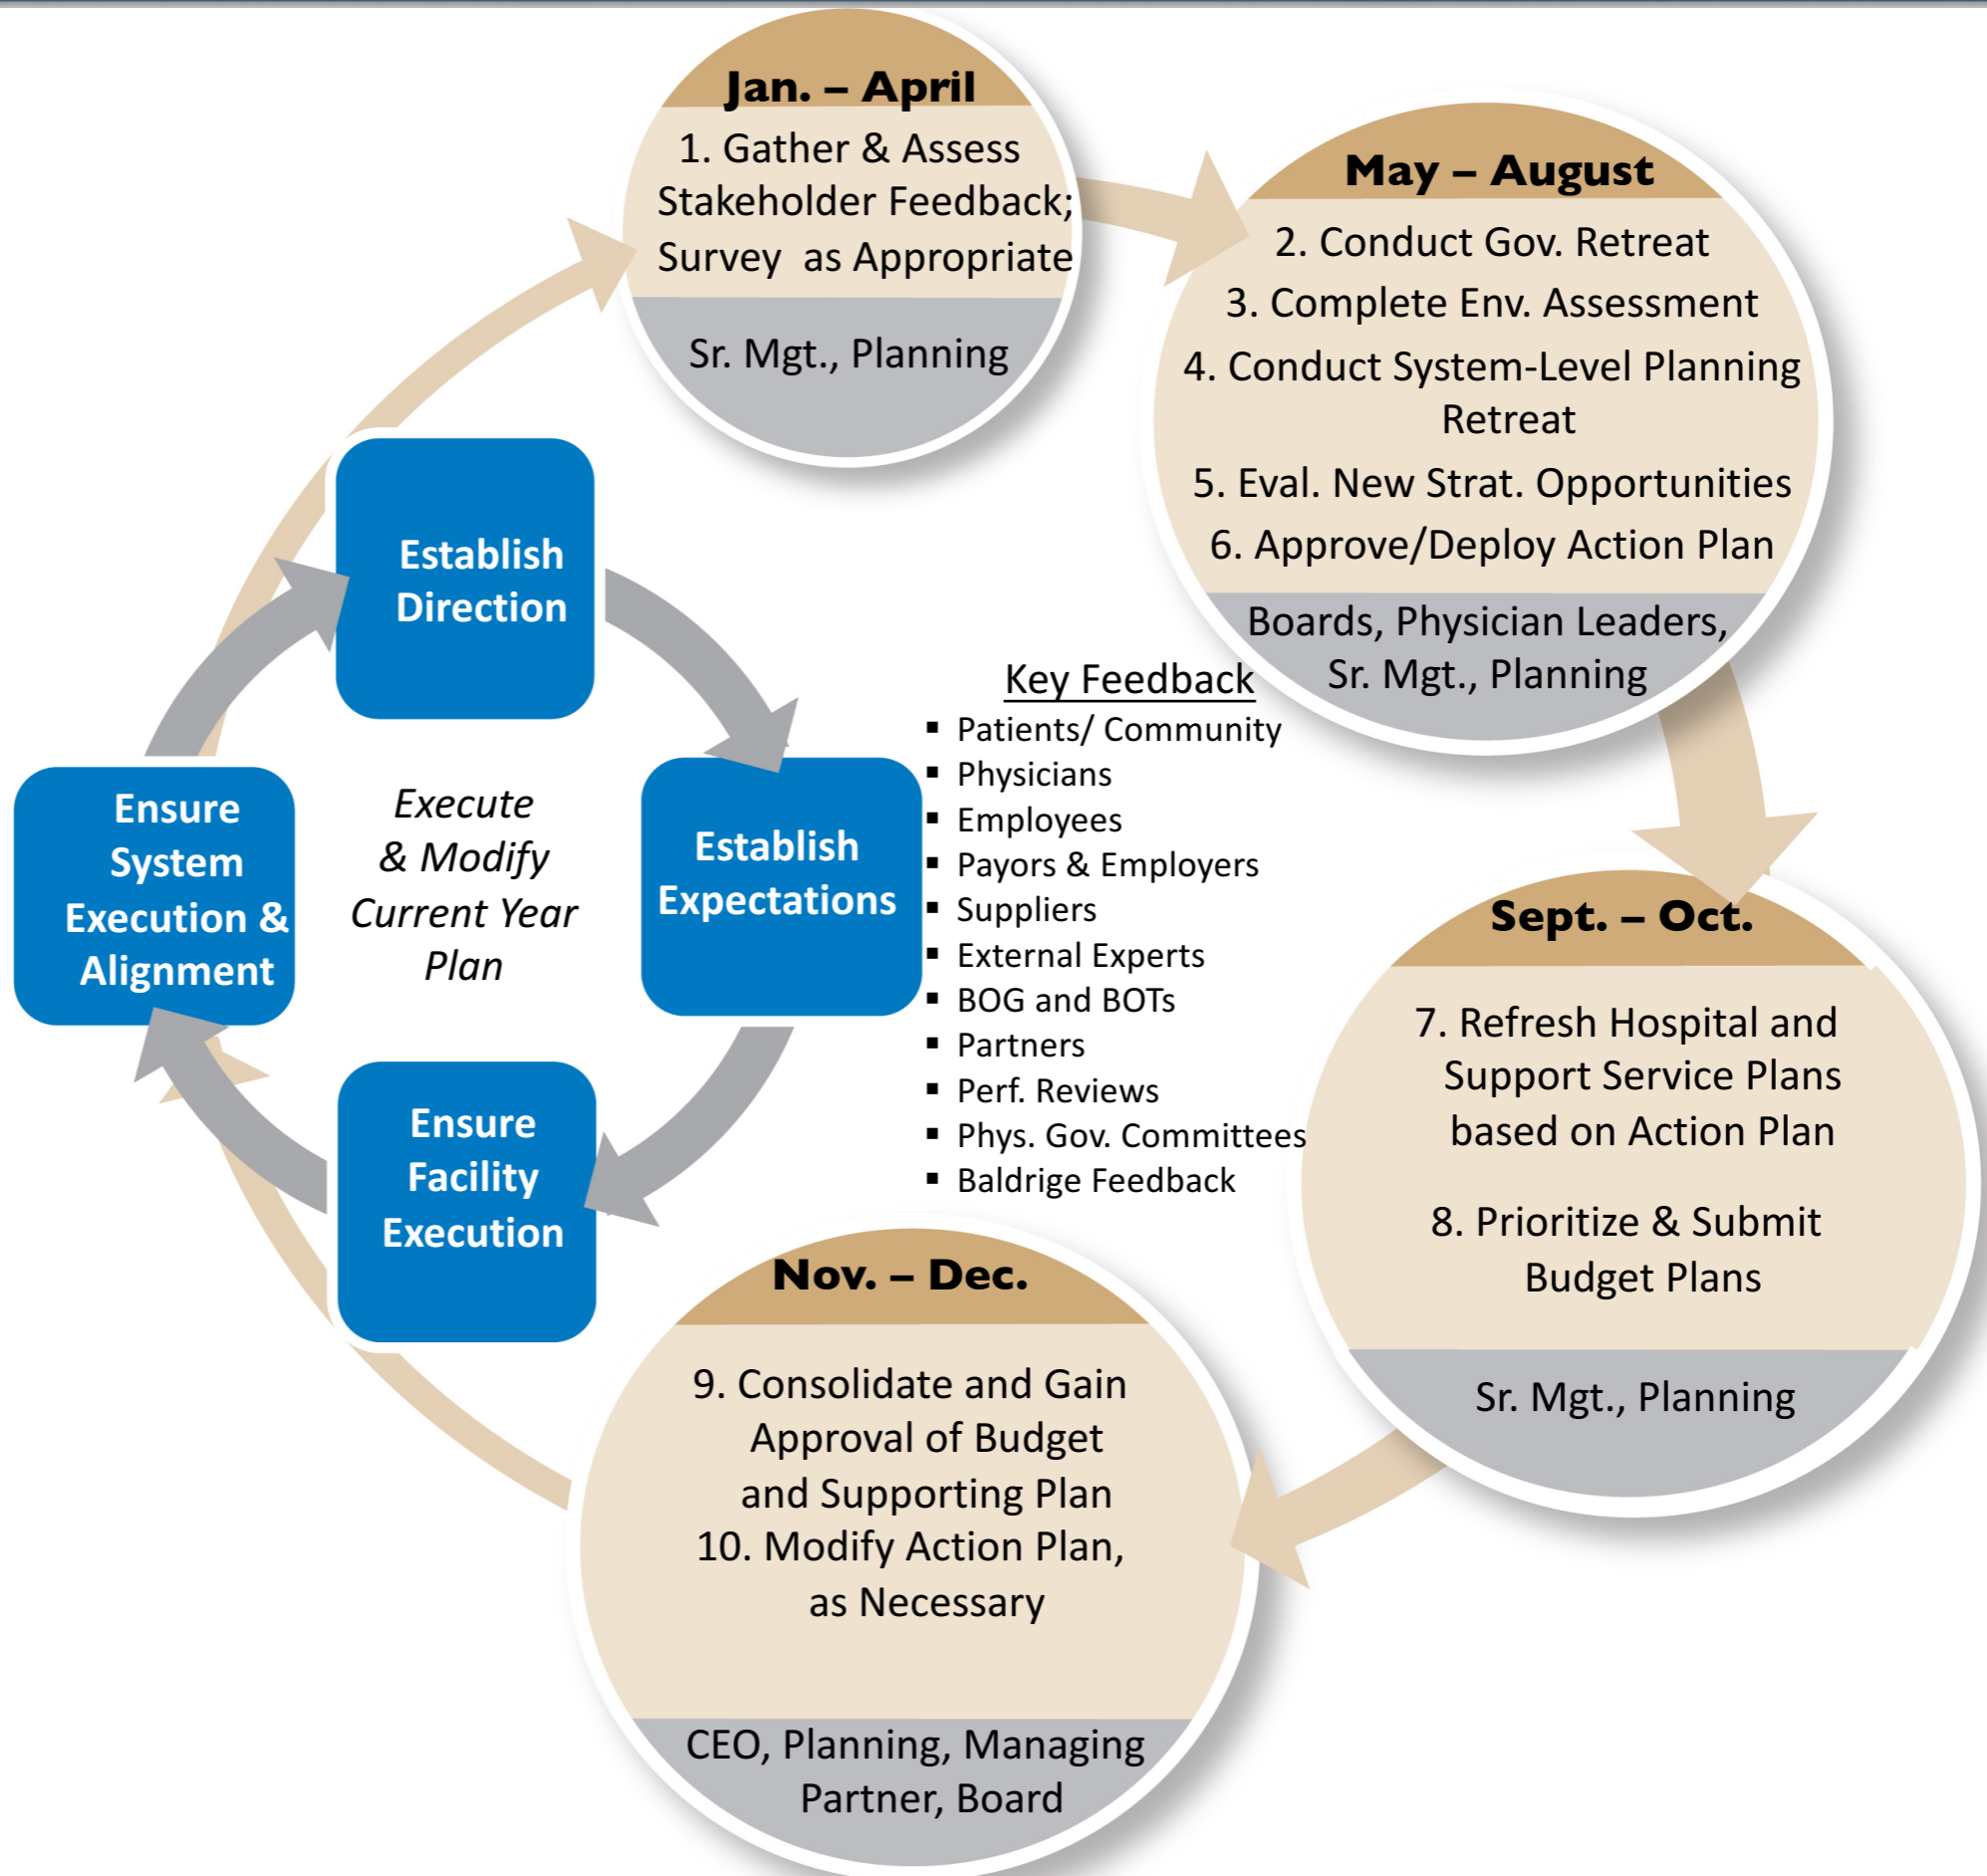 Jan. – April
1. Gather & Assess
Stakeholder Feedback;
Survey as Appropriate
Sr. Mgt., Planning
May – August
2. Conduct Gov. Retreat
3. Complete Env. Assessment
4. Conduct System-Level Planning
Retreat
5. Eval. New Strat. Opportunities
6. Approve/Deploy Action Plan
Boards, Physician Leaders,
Sr. Mgt., Planning
Sept. – Oct.
7. Refresh Hospital and
Support Service Plans
based on Action Plan
8. Prioritize & Submit
Budget Plans
Sr. Mgt., Planning
Nov. – Dec.
9. Consolidate and Gain
Approval of Budget
and Supporting Plan
10. Modify Action Plan,
as Necessary
CEO, Planning, Managing
Partner, Board
Establish
Direction
Establish
Expectations
Ensure
Facility
Execution
Ensure
System
Execution &
Alignment
Execute
& Modify
Current Year
Plan
Key Feedback
▪ Patients/ Community
▪ Physicians
▪ Employees
▪ Payors & Employers
▪ Suppliers
▪ External Experts
▪ BOG and BOTs
▪ Partners
▪ Perf. Reviews
▪ Phys. Gov. Committees
▪ Baldrige Feedback